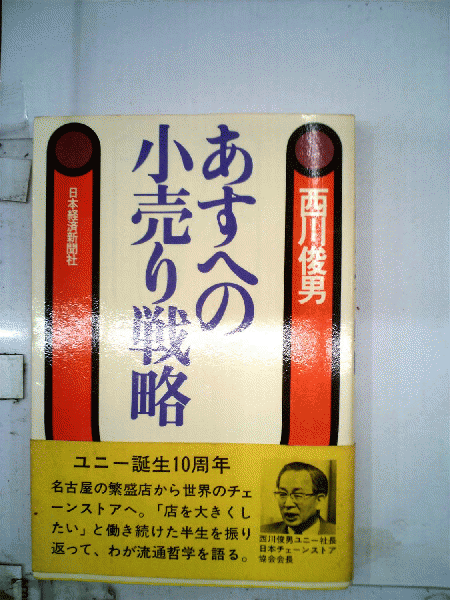 あすへの
小売り戦略
西川俊男
日本経済新聞社
ユニー誕生10周年
名古屋の繁盛店から世界のチェ
ーンストアへ。「店を大きくし
たい」と働き続けた半生を振り
返って、わが流通哲学を語る。
西川俊男ユニー社長
日本チェーンストア
協会会長